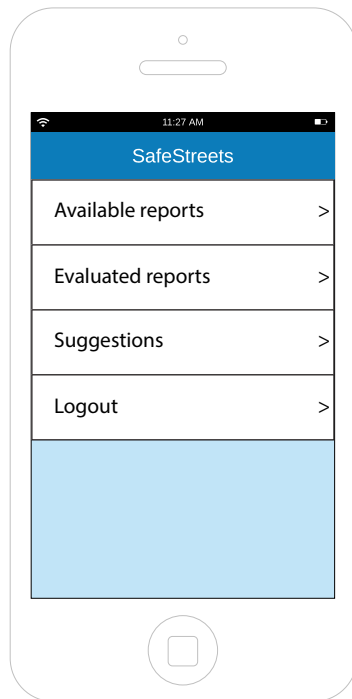 11:27 AM
SafeStreets
Available reports >
Evaluated reports >
Suggestions >
Logout >